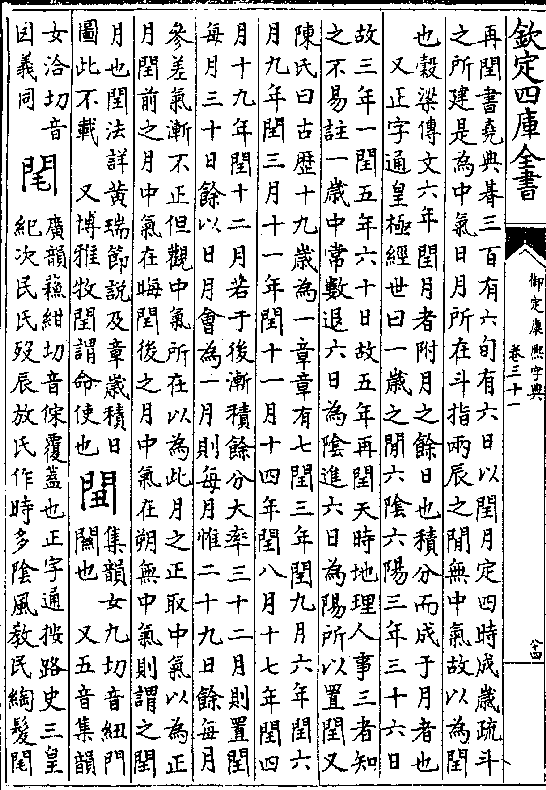 欽定四庫全書
御定康熙字典
卷三十一
八十四
再閏書堯典朞三百有六旬有六日以閏月定四時成歲疏斗
之所建是為中氣日月所在斗指兩辰之閒無中氣故以為閏
也穀梁傳文六年閏月者附月之餘日也積分而成于月者也
又正字通皇極經世曰一歲之閒六陰六陽三年三十六日
故三年一閏五年六十日故五年再閏天時地理人事三者知
之不易註一歲中常數退六日為陰進六日為陽所以置閏又
陳氏曰古歷十九歲為一章章有七閏三年閏九月六年閏六
月九年閏三月十一年閏十一月十四年閏八月十七年閏四
月十九年閏十二月若于後漸積餘分大率三十二月則置閏
每月三十日餘以日月會為一月則每月惟二十九日餘每月
參差氣漸不正但觀中氣所在以為此月之正取中氣以為正
月閏前之月中氣在晦閏後之月中氣在朔無中氣則謂之閏
月也閏法詳黃瑞節說及章歲積日
圖此不載 又博雅牧閏謂命使也
閚
集韻女九切音紐門
闢也 又五音集韻
女洽切音
囙義同
䦚
廣韻蘓紺切音㑋覆蓋也正字通按路史三皇
紀次民氏歿辰放氏作時多陰風教民綯髮䦚